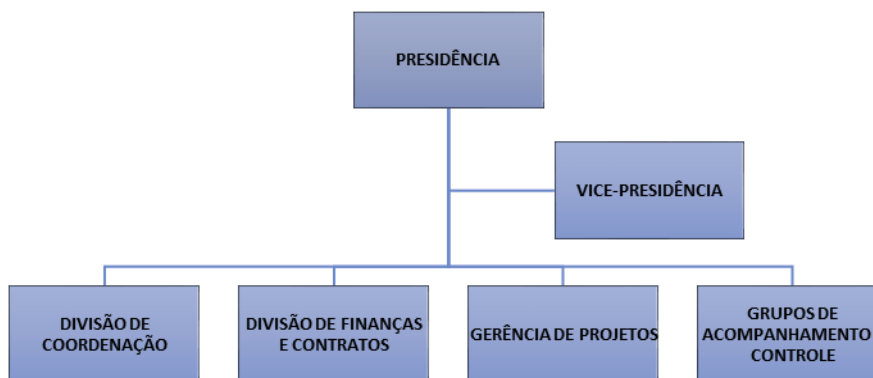 PRESIDÊNCIA
VICE-PRESIDÊNCIA
DIVISÃO DE
COORDENAÇÃO
DIVISÃO DE FINANÇAS
E CONTRATOS
GERÊNCIA DE PROJETOS
GRUPOS DE
ACOMPANHAMENTO
CONTROLE